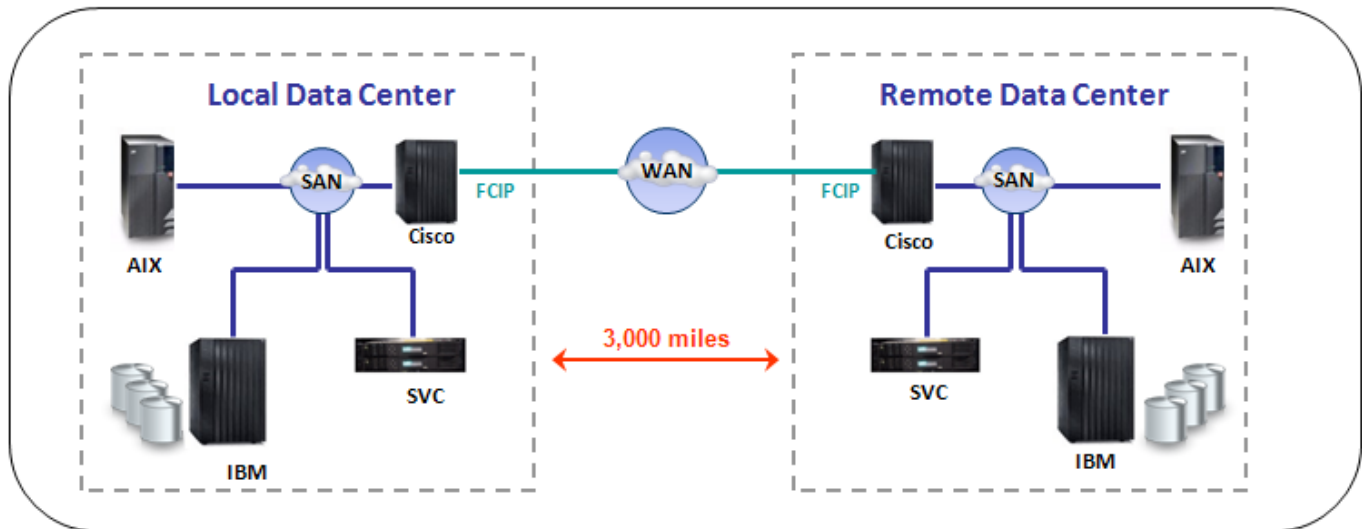 Local Data Center
Remote Data Center
SAN
WAN
SAN
FCIP
FCIP
Cisco
Cisco
AIX
AIX
3,000 miles
SVC
SVC
IBM
IBM